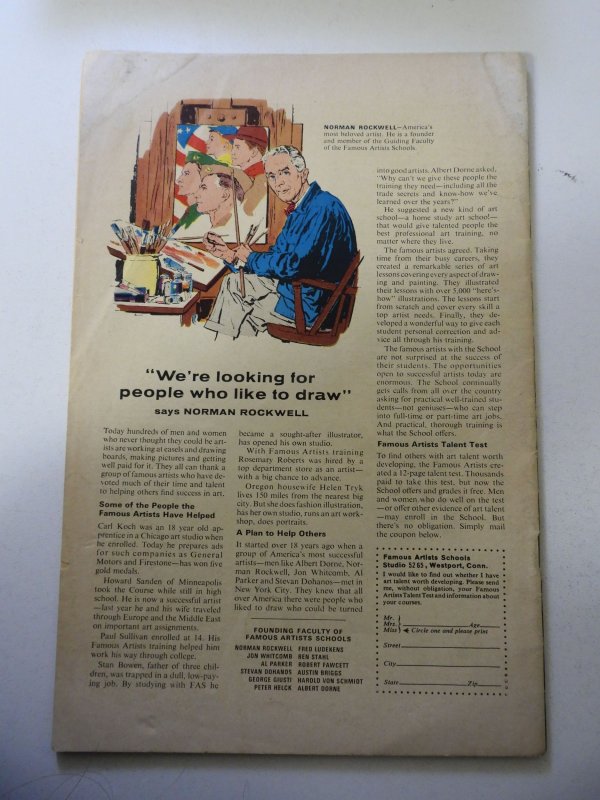 NORMAN ROCKWELL—America's
most beloved artist. He is a founder
and member of the Guiding Faculty
of the Famous Artists Schools.
"We're looking for
people who like to draw"
says NORMAN ROCKWELL
Today hundreds of men and women
who never thought they could be art-
ists are working at easels and drawing
boards, making pictures and getting
well paid for it. They all can thank a
group of famous artists who have de-
voted much of their time and talent
to helping others find success in art.
Some of the People the
Famous Artists Have Helped
Carl Koch was an 18 year old ap-
prentice in a Chicago art studio when
he enrolled. Today he prepares ads
for such companies as General
Motors and Firestone—has won five
gold medals.
Howard Sanden of Minneapolis
took the Course while still in high
school. He is now a successful artist
—last year he and his wife traveled
through Europe and the Middle East
on important art assignments.
Paul Sullivan enrolled at 14. His
Famous Artists training helped him
work his way through college.
Stan Bowen, father of three chil-
dren, was trapped in a dull, low-pay-
ing job. By studying with FAS he
became a sought-after illustrator,
has opened his own studio.
With Famous Artists training
Rosemary Roberts was hired by a
top department store as an artist—
with a big chance to advance.
Oregon housewife Helen Tryk
lives 150 miles from the nearest big
city. But she does fashion illustration,
has her own studio, runs an art work-
shop, does portraits.
A Plan to Help Others
It started over 18 years ago when a
group of America's most successful
artists—men like Albert Dorne, Nor-
man Rockwell, Jon Whitcomb, Al
Parker and Stevan Dohanos—met in
New York City. They knew that all
over America there were people who
liked to draw who could be turned
FOUNDING FACULTY OF
FAMOUS ARTISTS SCHOOLS
NORMAN ROCKWELL FRED LUDEKENS
JON WHITCOMB BEN STAHL
AL PARKER ROBERT FAWCETT
STEVAN DOHANOS AUSTIN BRIGGS
GEORGE GIUSTI HAROLD VON SCHMIDT
PETER HELCK ALBERT DORNE
into good artists. Albert Dorne asked,
"Why can't we give these people the
training they need—including all the
trade secrets and know-how we've
learned over the years?"
He suggested a new kind of art
school—a home study art school—
that would give talented people the
best professional art training, no
matter where they live.
The famous artists agreed. Taking
time from their busy careers, they
created a remarkable series of art
lessons covering every aspect of draw-
ing and painting. They illustrated
their lessons with over 5,000 "here's-
how" illustrations. The lessons start
from scratch and cover every skill a
top artist needs. Finally, they de-
veloped a wonderful way to give each
student personal correction and ad-
vice all through his training.
The famous artists with the School
are not surprised at the success of
their students. The opportunities
open to successful artists today are
enormous. The School continually
gets calls from all over the country
asking for practical well-trained stu-
dents—not geniuses—who can step
into full-time or part-time art jobs.
And practical, thorough training is
what the School offers.
Famous Artists Talent Test
To find others with art talent worth
developing, the Famous Artists cre-
ated a 12-page talent test. Thousands
paid to take this test, but now the
School offers and grades it free. Men
and women who do well on the test
—or offer other evidence of art talent
—may enroll in the School. But
there's no obligation. Simply mail
the coupon below.
Famous Artists Schools
Studio 5265, Westport, Conn.
I would like to find out whether I have
art talent worth developing. Please send
me, without obligation, your Famous
Artists Talent Test and information about
your courses.
Mr.
Mrs. Age
Miss Circle one and please print
Street
City
State Zip